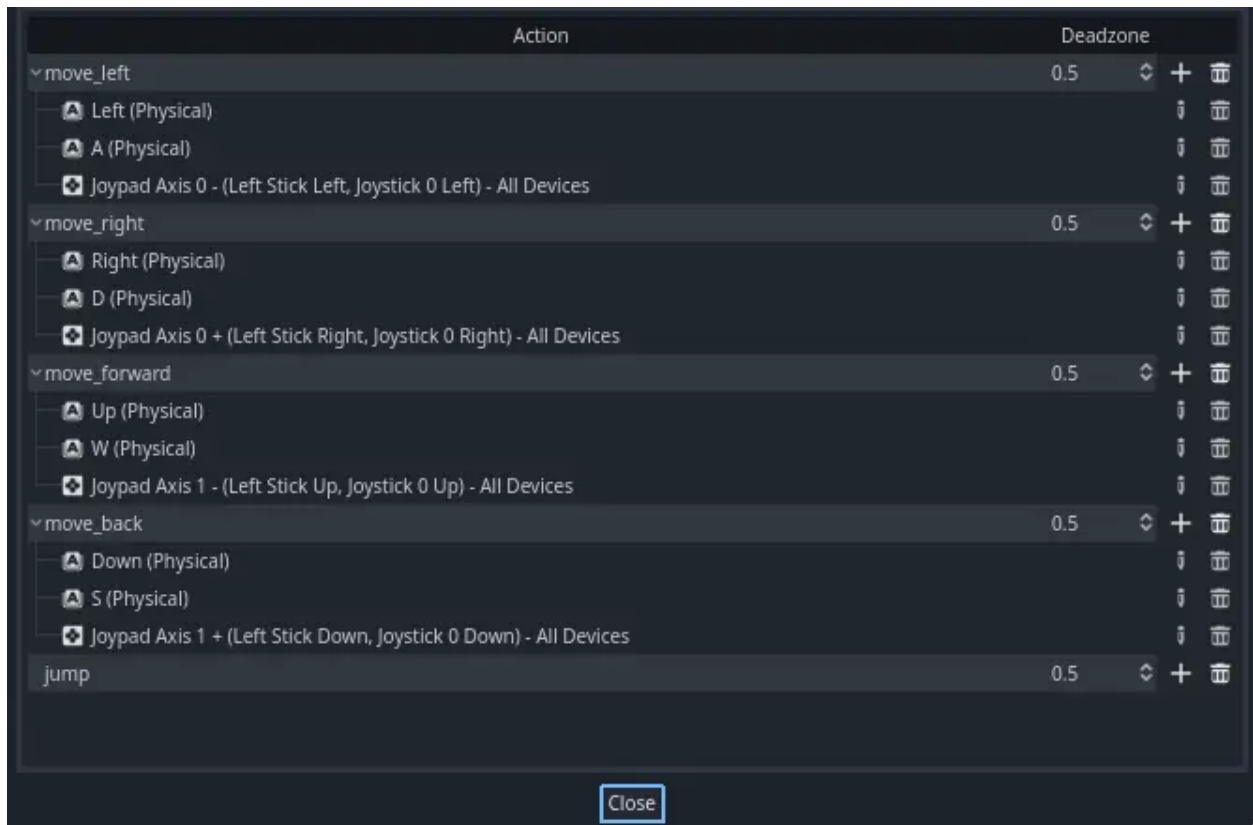 Action Deadzone
move_left 0.5
Left (Physical)
A (Physical)
Joypad Axis 0 - (Left Stick Left, Joystick 0 Left) - All Devices
move_right 0.5
Right (Physical)
D (Physical)
Joypad Axis 0 + (Left Stick Right, Joystick 0 Right) - All Devices
move_forward 0.5
Up (Physical)
W (Physical)
Joypad Axis 1 - (Left Stick Up, Joystick 0 Up) - All Devices
move_back 0.5
Down (Physical)
S (Physical)
Joypad Axis 1 + (Left Stick Down, Joystick 0 Down) - All Devices
jump 0.5
Close